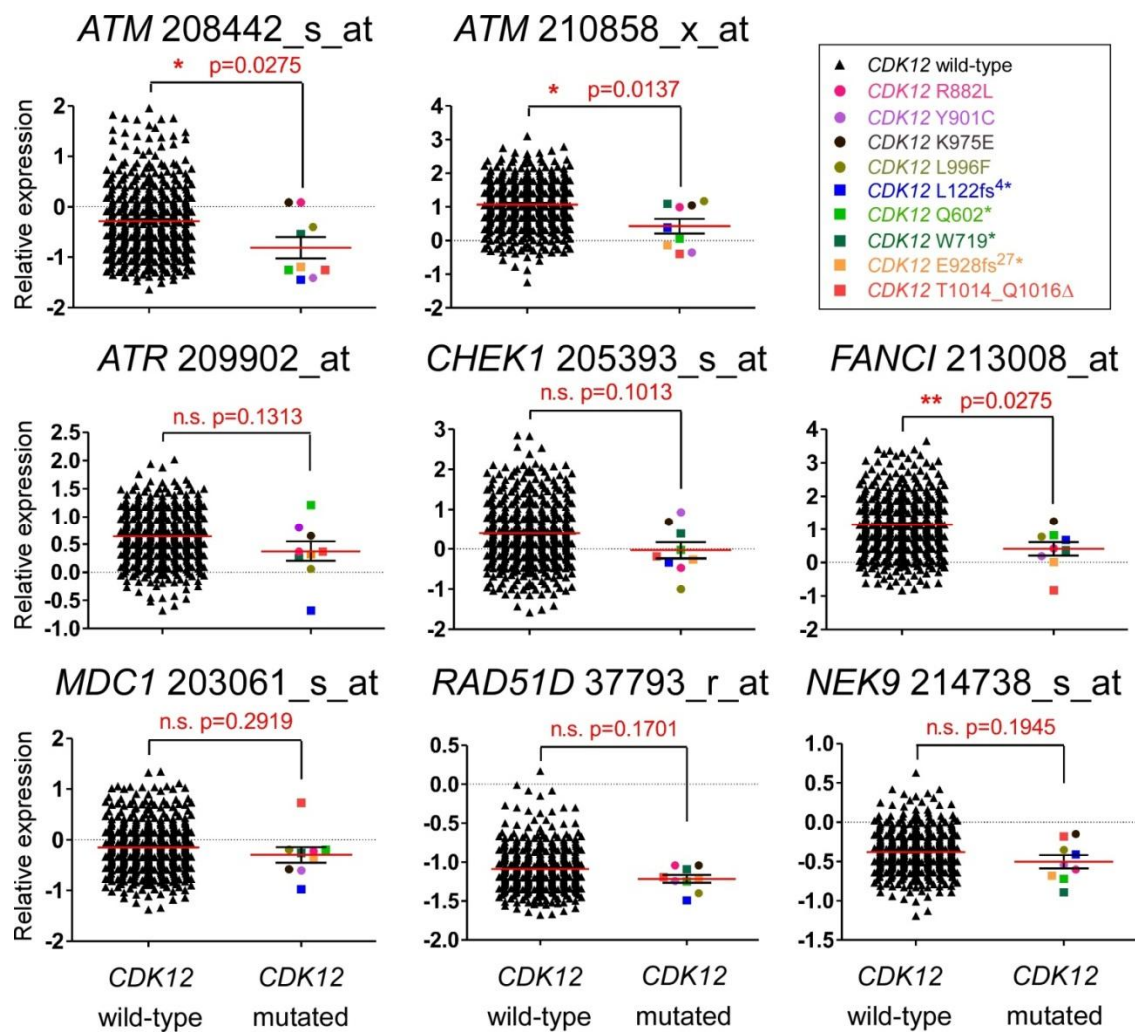 ATM 208442_s_at
* p=0.0275
Relative expression
2
1
0
-1
-2
ATM 210858_x_at
* p=0.0137
4
3
2
1
0
-1
-2
CDK12 wild-type
CDK12 R882L
CDK12 Y901C
CDK12 K975E
CDK12 L996F
CDK12 L122fs4*
CDK12 Q602*
CDK12 W719*
CDK12 E928fs27*
CDK12 T1014_Q1016Δ
ATR 209902_at
n.s. p=0.1313
Relative expression
2.5
2.0
1.5
1.0
0.5
0.0
-0.5
-1.0
CHEK1 205393_s_at
n.s. p=0.1013
3
2
1
0
-1
-2
FANCI 213008_at
** p=0.0275
4
3
2
1
0
-1
-2
MDC1 203061_s_at
n.s. p=0.2919
Relative expression
2
1
0
-1
-2
RAD51D 37793_r_at
n.s. p=0.1701
0.5
0.0
-0.5
-1.0
-1.5
-2.0
NEK9 214738_s_at
n.s. p=0.1945
1.0
0.5
0.0
-0.5
-1.0
-1.5
CDK12 wild-type
CDK12 mutated
CDK12 wild-type
CDK12 mutated
CDK12 wild-type
CDK12 mutated